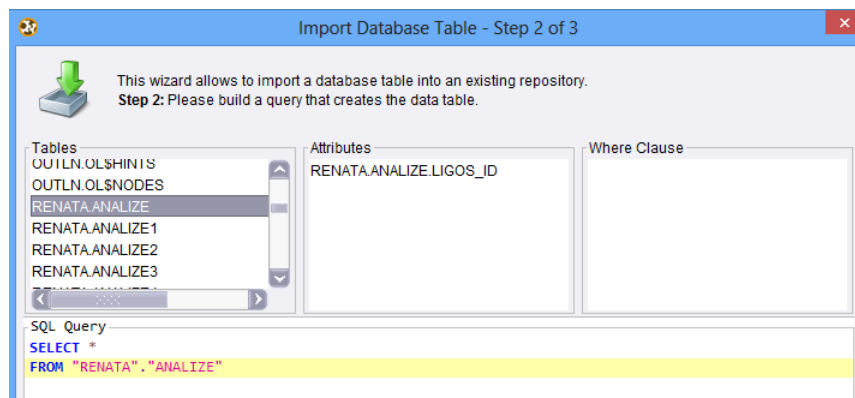 Import Database Table - Step 2 of 3
This wizard allows to import a database table into an existing repository.
Step 2: Please build a query that creates the data table.
Tables
OUTLN.OL$HINTS
OUTLN.OL$NODES
RENATA.ANALIZE
RENATA.ANALIZE1
RENATA.ANALIZE2
RENATA.ANALIZE3
Attributes
RENATA.ANALIZE.LIGOS_ID
Where Clause
SQL Query
SELECT *
FROM "RENATA"."ANALIZE"